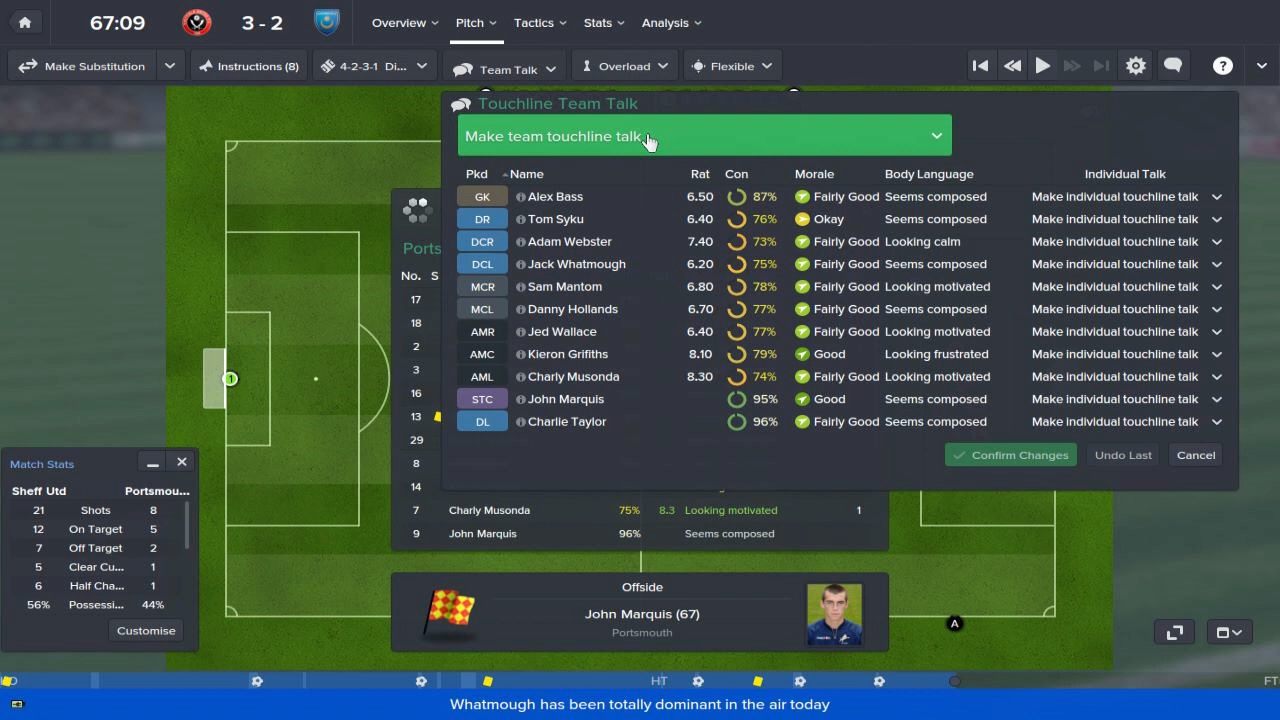 67:09 3 - 2 Overview Pitch Tactics Stats Analysis
Make Substitution Instructions (8) 4-2-3-1 Di... Team Talk Overload Flexible ?
Touchline Team Talk
Make team touchline talk
Pkd Name Rat Con Morale Body Language Individual Talk
GK Alex Bass 6.50 87% Fairly Good Seems composed Make individual touchline talk
DR Tom Syku 6.40 76% Okay Seems composed Make individual touchline talk
DCR Adam Webster 7.40 73% Fairly Good Looking calm Make individual touchline talk
DCL Jack Whatmough 6.20 75% Fairly Good Seems composed Make individual touchline talk
MCR Sam Mantom 6.80 78% Fairly Good Looking motivated Make individual touchline talk
MCL Danny Hollands 6.70 77% Fairly Good Seems composed Make individual touchline talk
AMR Jed Wallace 6.40 77% Fairly Good Looking motivated Make individual touchline talk
AMC Kieron Grifiths 8.10 79% Good Looking frustrated Make individual touchline talk
AML Charly Musonda 8.30 74% Fairly Good Looking motivated Make individual touchline talk
STC John Marquis 95% Good Seems composed Make individual touchline talk
DL Charlie Taylor 96% Fairly Good Seems composed Make individual touchline talk
Confirm Changes Undo Last Cancel
Ports
No. S
17
18
2
3
16
13
29
8
14
7 Charly Musonda 75% 8.3 Looking motivated 1
9 John Marquis 96% Seems composed
1
Match Stats
Sheff Utd Portsmou...
21 Shots 8
12 On Target 5
7 Off Target 2
5 Clear Cu... 1
6 Half Cha... 1
56% Possessi... 44%
Customise
Offside
John Marquis (67)
Portsmouth
A
HT FT
Whatmough has been totally dominant in the air today